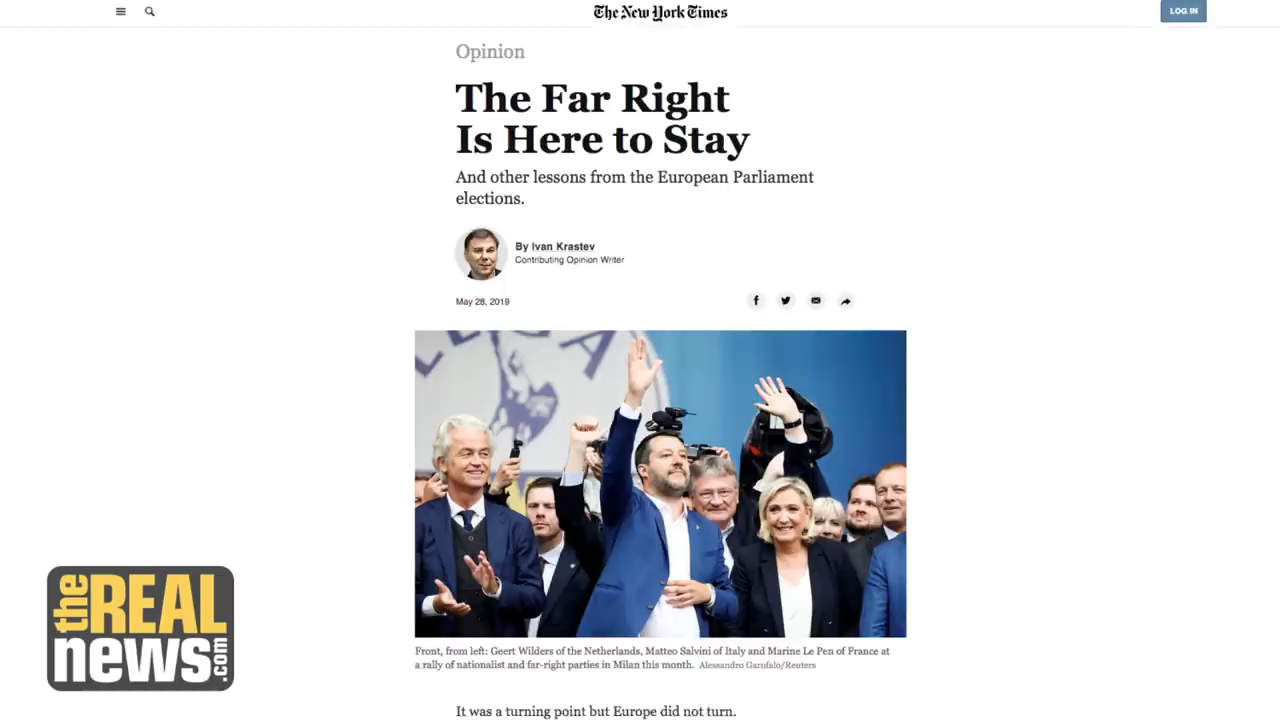 The New York Times
LOG IN
Opinion
The Far Right
Is Here to Stay
And other lessons from the European Parliament
elections.
By Ivan Krastev
Contributing Opinion Writer
May 28, 2019
LEGA
Front, from left: Geert Wilders of the Netherlands, Matteo Salvini of Italy and Marine Le Pen of France at
a rally of nationalist and far-right parties in Milan this month. Alessandro Garofalo/Reuters
the REAL
news.com
It was a turning point but Europe did not turn.